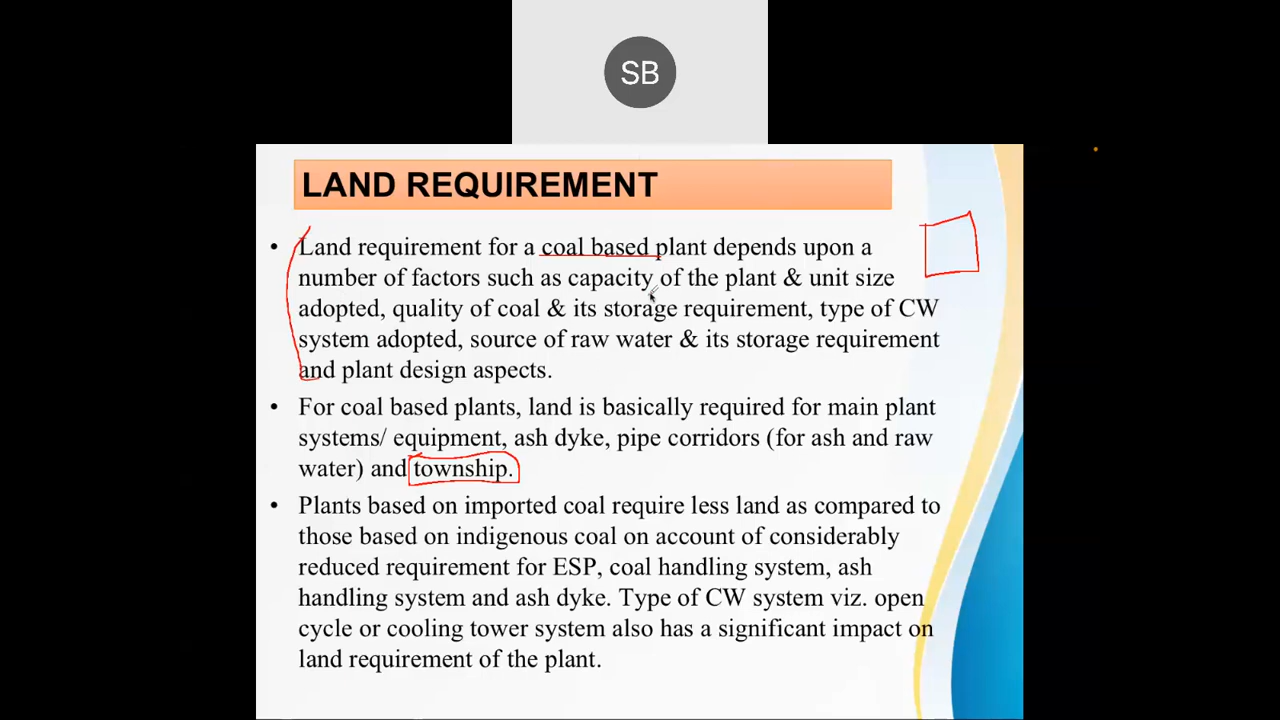 SB
LAND REQUIREMENT
• Land requirement for a coal based plant depends upon a
number of factors such as capacity of the plant & unit size
adopted, quality of coal & its storage requirement, type of CW
system adopted, source of raw water & its storage requirement
and plant design aspects.
• For coal based plants, land is basically required for main plant
systems/ equipment, ash dyke, pipe corridors (for ash and raw
water) and township.
• Plants based on imported coal require less land as compared to
those based on indigenous coal on account of considerably
reduced requirement for ESP, coal handling system, ash
handling system and ash dyke. Type of CW system viz. open
cycle or cooling tower system also has a significant impact on
land requirement of the plant.